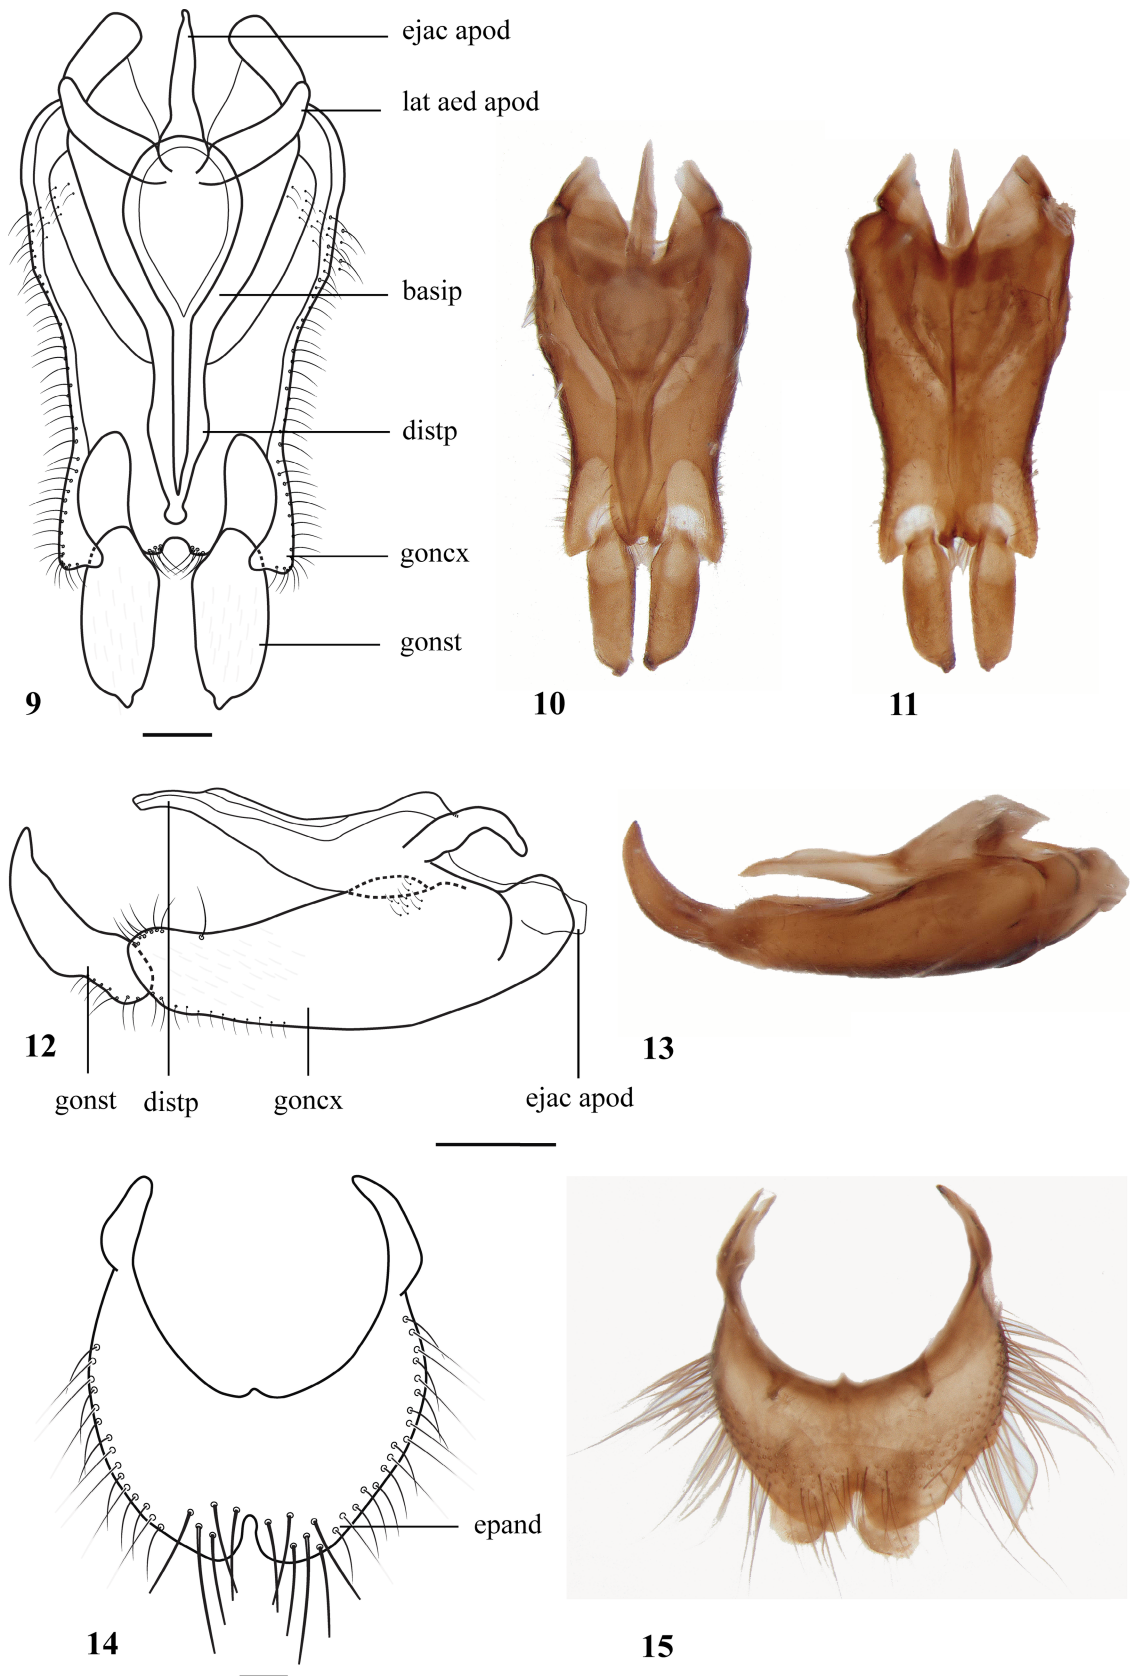 ejac apod
lat aed apod
basip
distp
goncx
gonst
9
10
11
12
13
gonst
distp
goncx
ejac apod
epand
14
15